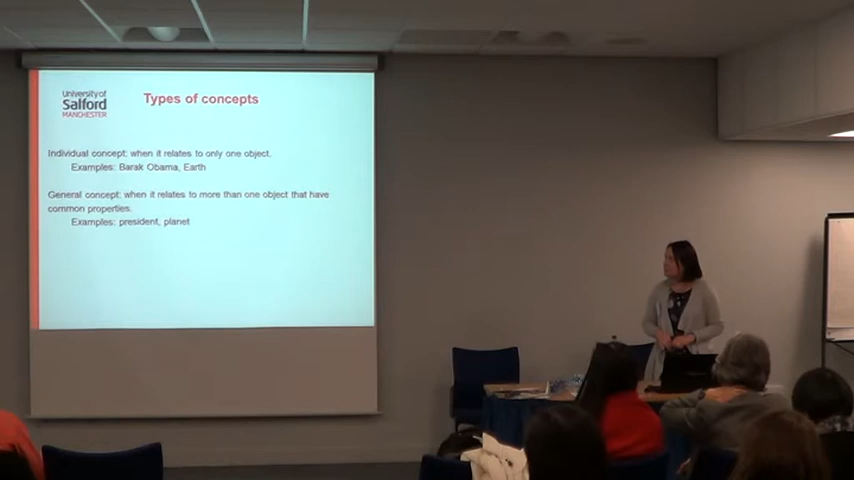 University of
Salford
MANCHESTER
Types of concepts
Individual concept: when it relates to only one object.
Examples: Barak Obama, Earth
General concept: when it relates to more than one object that have
common properties.
Examples: president, planet